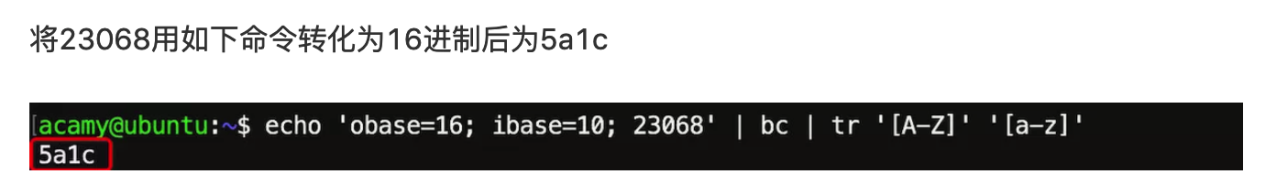 将23068用如下命令转化为16进制后为5a1c
[acamy@ubuntu:~$ echo 'obase=16; ibase=10; 23068' | bc | tr '[A-Z]' '[a-z]'
5a1c